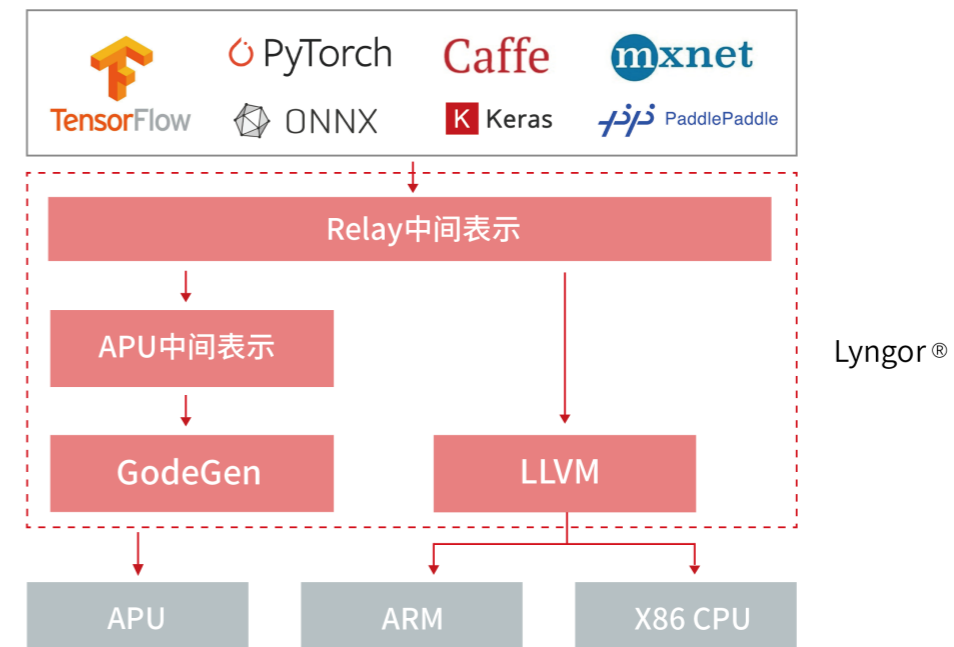 TensorFlow
PyTorch
Caffe
mxnet
ONNX
K Keras
PaddlePaddle
Relay中间表示
APU中间表示
GodeGen
LLVM
Lyngor ®
APU
ARM
X86 CPU